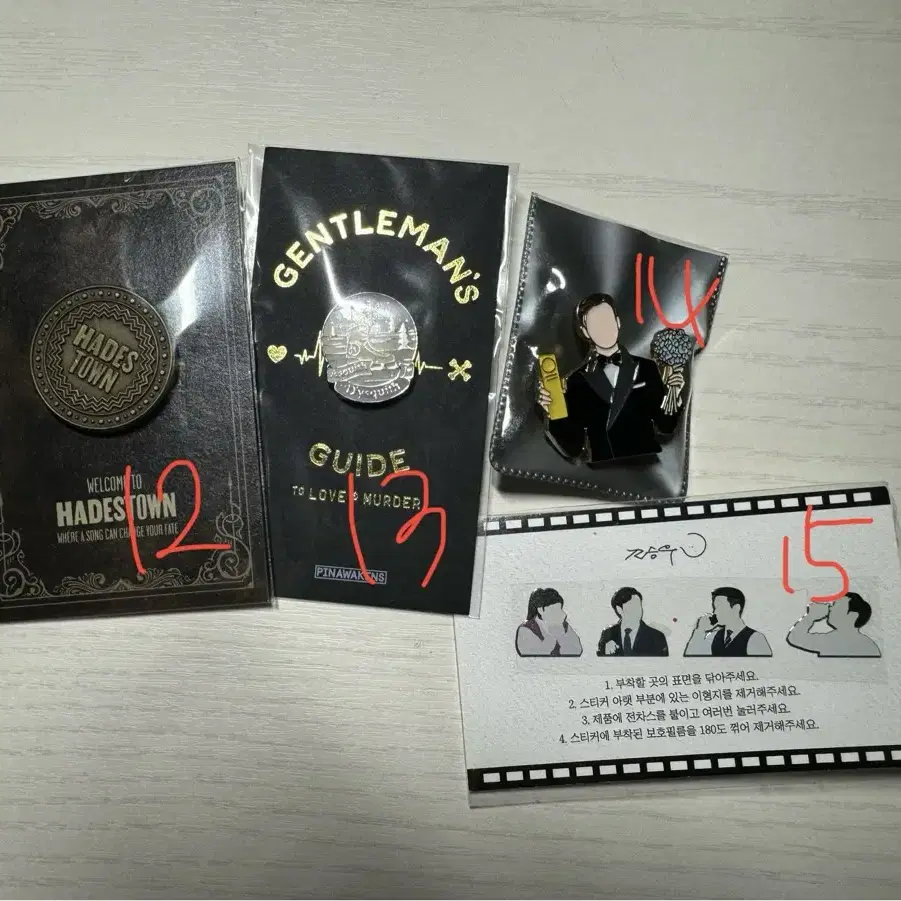 HADES
TOWN
WELCOME TO
HADESTOWN
WHERE A SONG CAN CHANGE YOUR FATE
12
GENTLEMAN'S
GUIDE
TO LOVE & MURDER
PINAWAKENS
13
14
15
1. 부착할 곳의 표면을 닦아주세요.
2. 스티커 아랫 부분에 있는 이형지를 제거해주세요.
3. 제품에 전차스를 붙이고 여러번 눌러주세요.
4. 스티커에 부착된 보호필름을 180도 꺾어 제거해주세요.